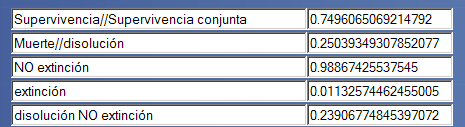 Supervivencia//Supervivencia conjunta 0.7496065069214792
Muerte//disolución 0.25039349307852077
NO extinción 0.98867425537545
extinción 0.01132574462455005
disolución NO extinción 0.23906774845397072